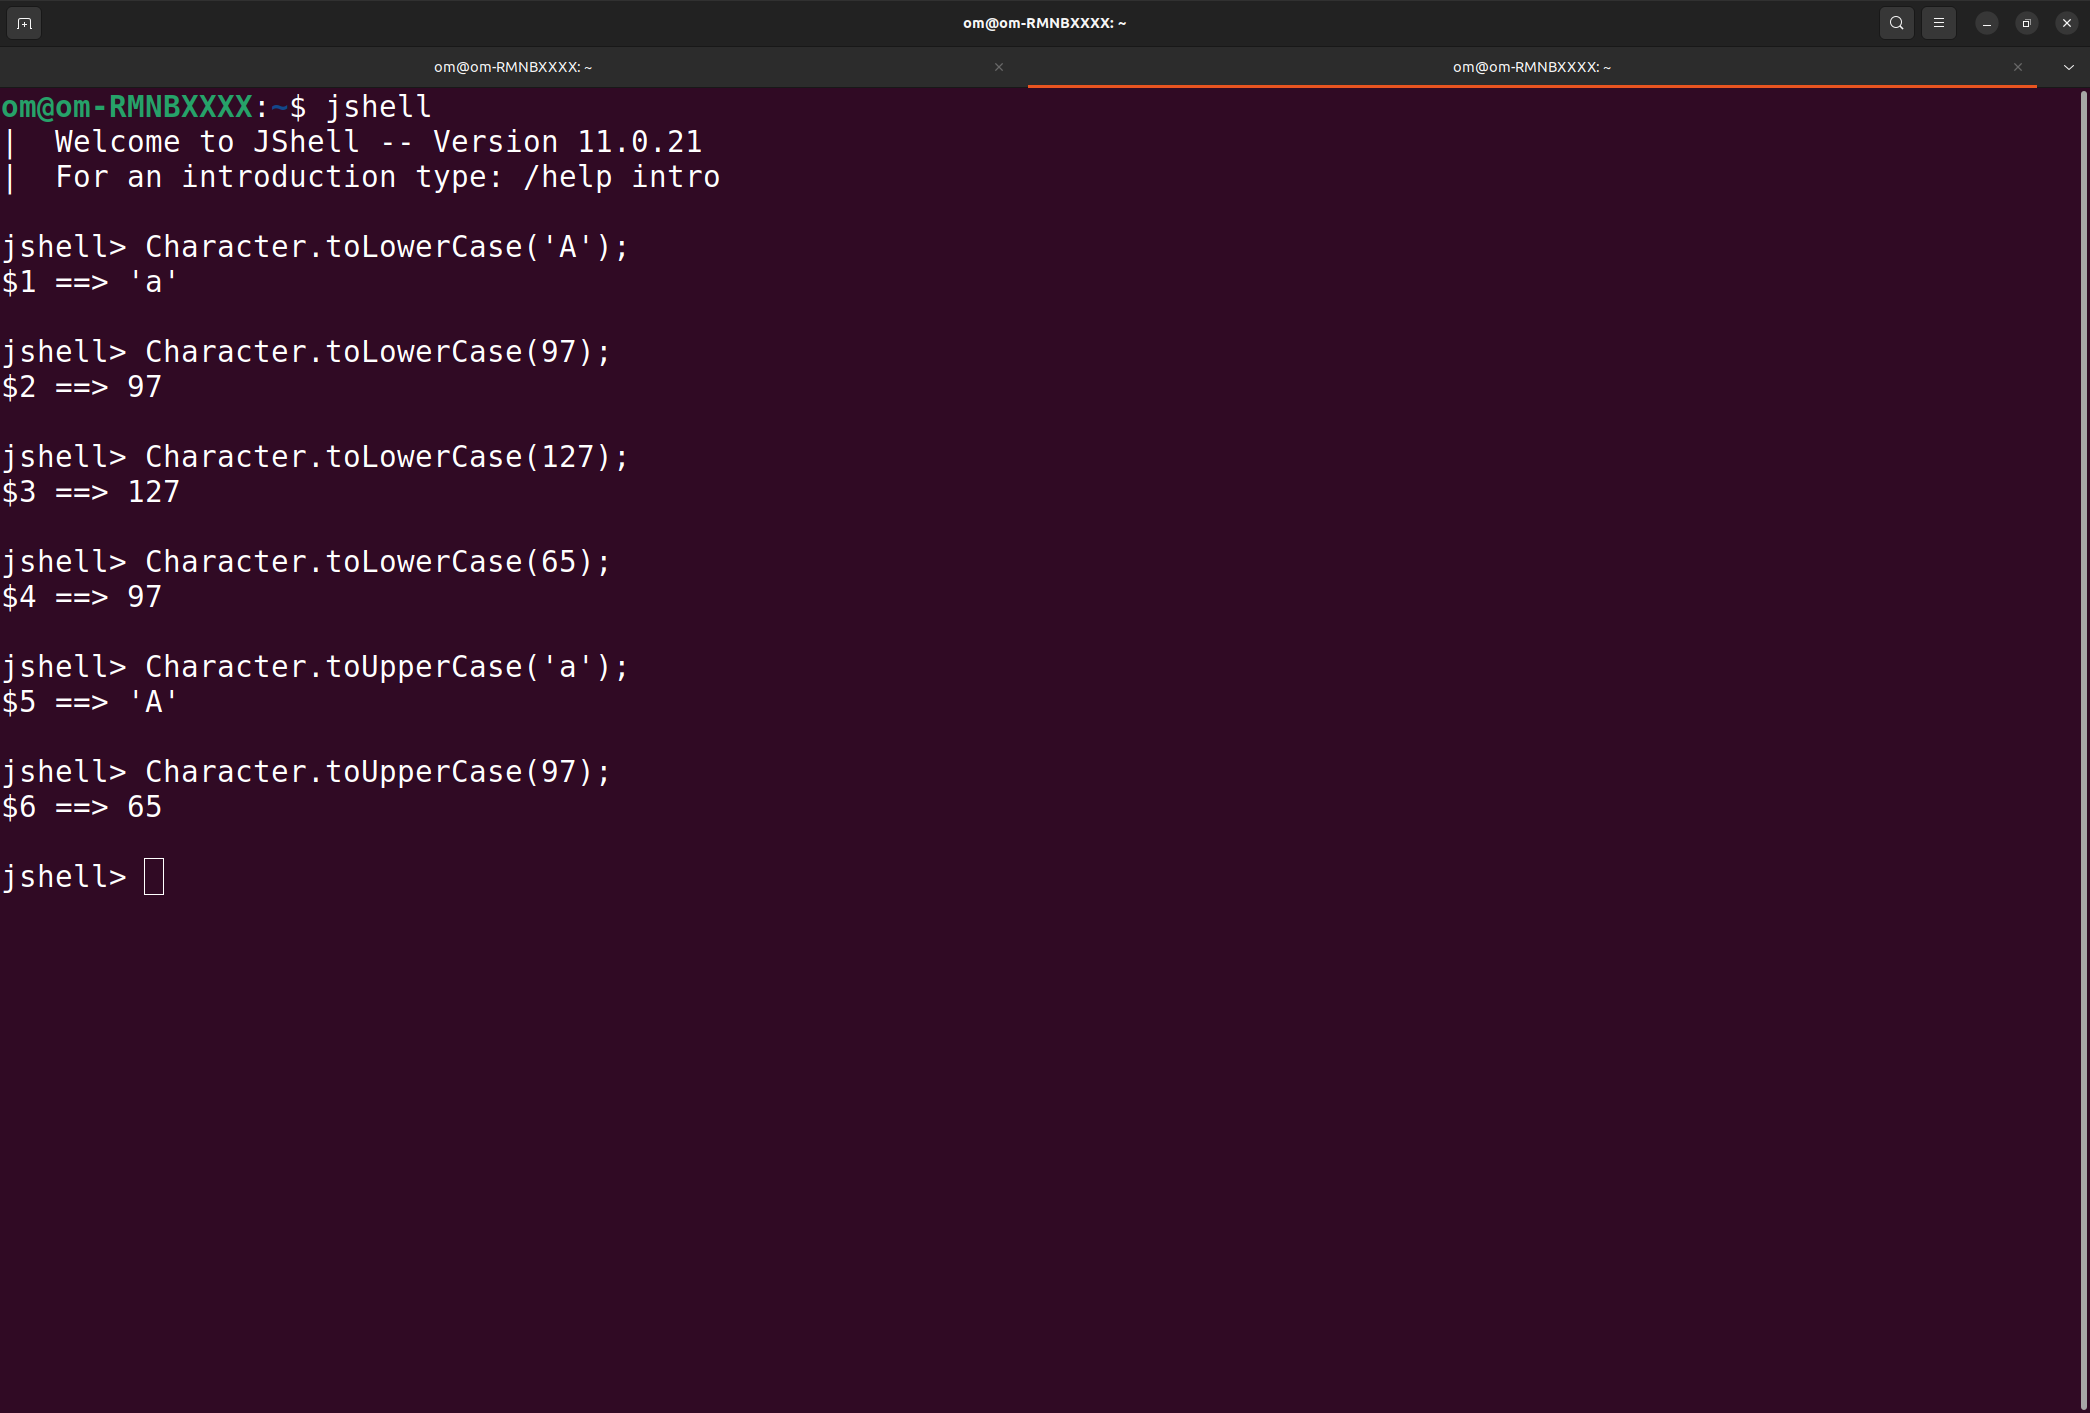 om@om-RMNBXXXX: ~
om@om-RMNBXXXX: ~
om@om-RMNBXXXX: ~
om@om-RMNBXXXX:~$ jshell
|  Welcome to JShell -- Version 11.0.21
|  For an introduction type: /help intro
jshell> Character.toLowerCase('A');
$1 ==> 'a'
jshell> Character.toLowerCase(97);
$2 ==> 97
jshell> Character.toLowerCase(127);
$3 ==> 127
jshell> Character.toLowerCase(65);
$4 ==> 97
jshell> Character.toUpperCase('a');
$5 ==> 'A'
jshell> Character.toUpperCase(97);
$6 ==> 65
jshell>